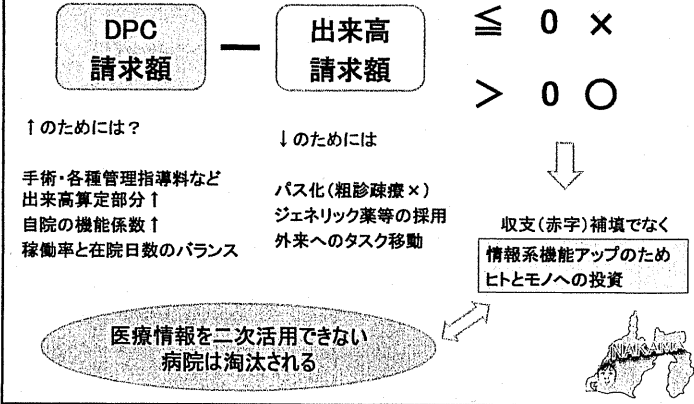 DPC
請求額
ー
出来高
請求額
≦ 0 ×
> 0 ○
↑のためには?
手術・各種管理指導料など
出来高算定部分↑
自院の機能係数↑
稼働率と在院日数のバランス
↓のためには
パス化(粗診疎療×)
ジェネリック薬等の採用
外来へのタスク移動
収支(赤字)補填でなく
情報系機能アップのため
ヒトとモノへの投資
医療情報を二次活用できない
病院は淘汰される
NAKAMI